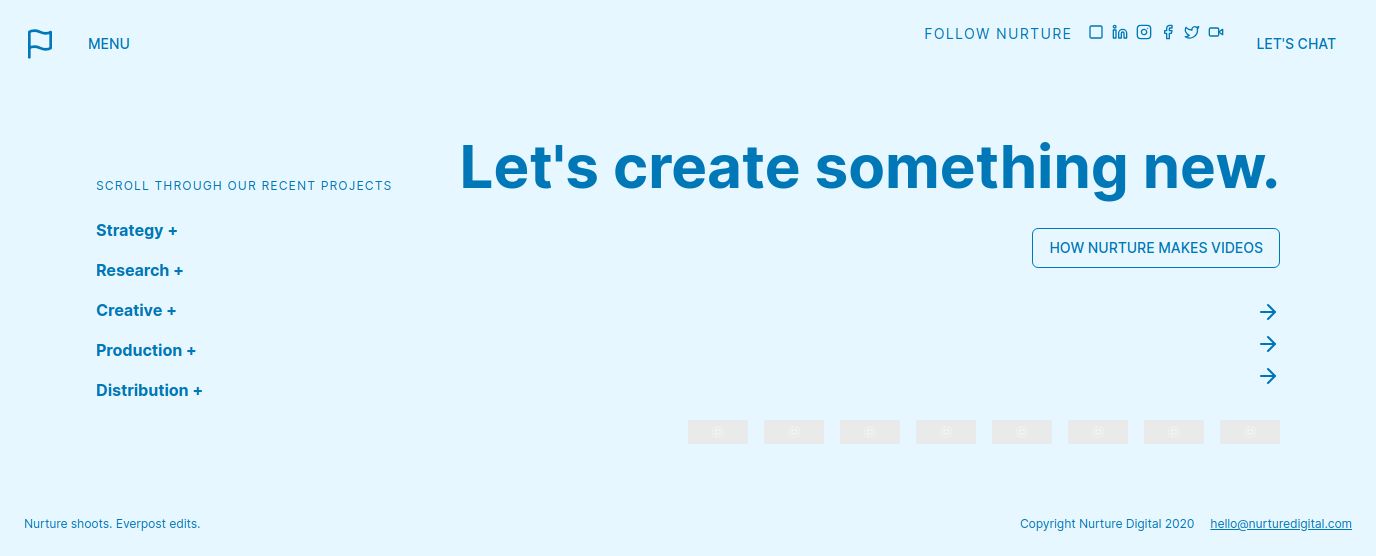 MENU
FOLLOW NURTURE
LET'S CHAT
Let's create something new.
SCROLL THROUGH OUR RECENT PROJECTS
Strategy +
Research +
Creative +
Production +
Distribution +
HOW NURTURE MAKES VIDEOS
Nurture shoots. Everpost edits.
Copyright Nurture Digital 2020 hello@nurturedigital.com